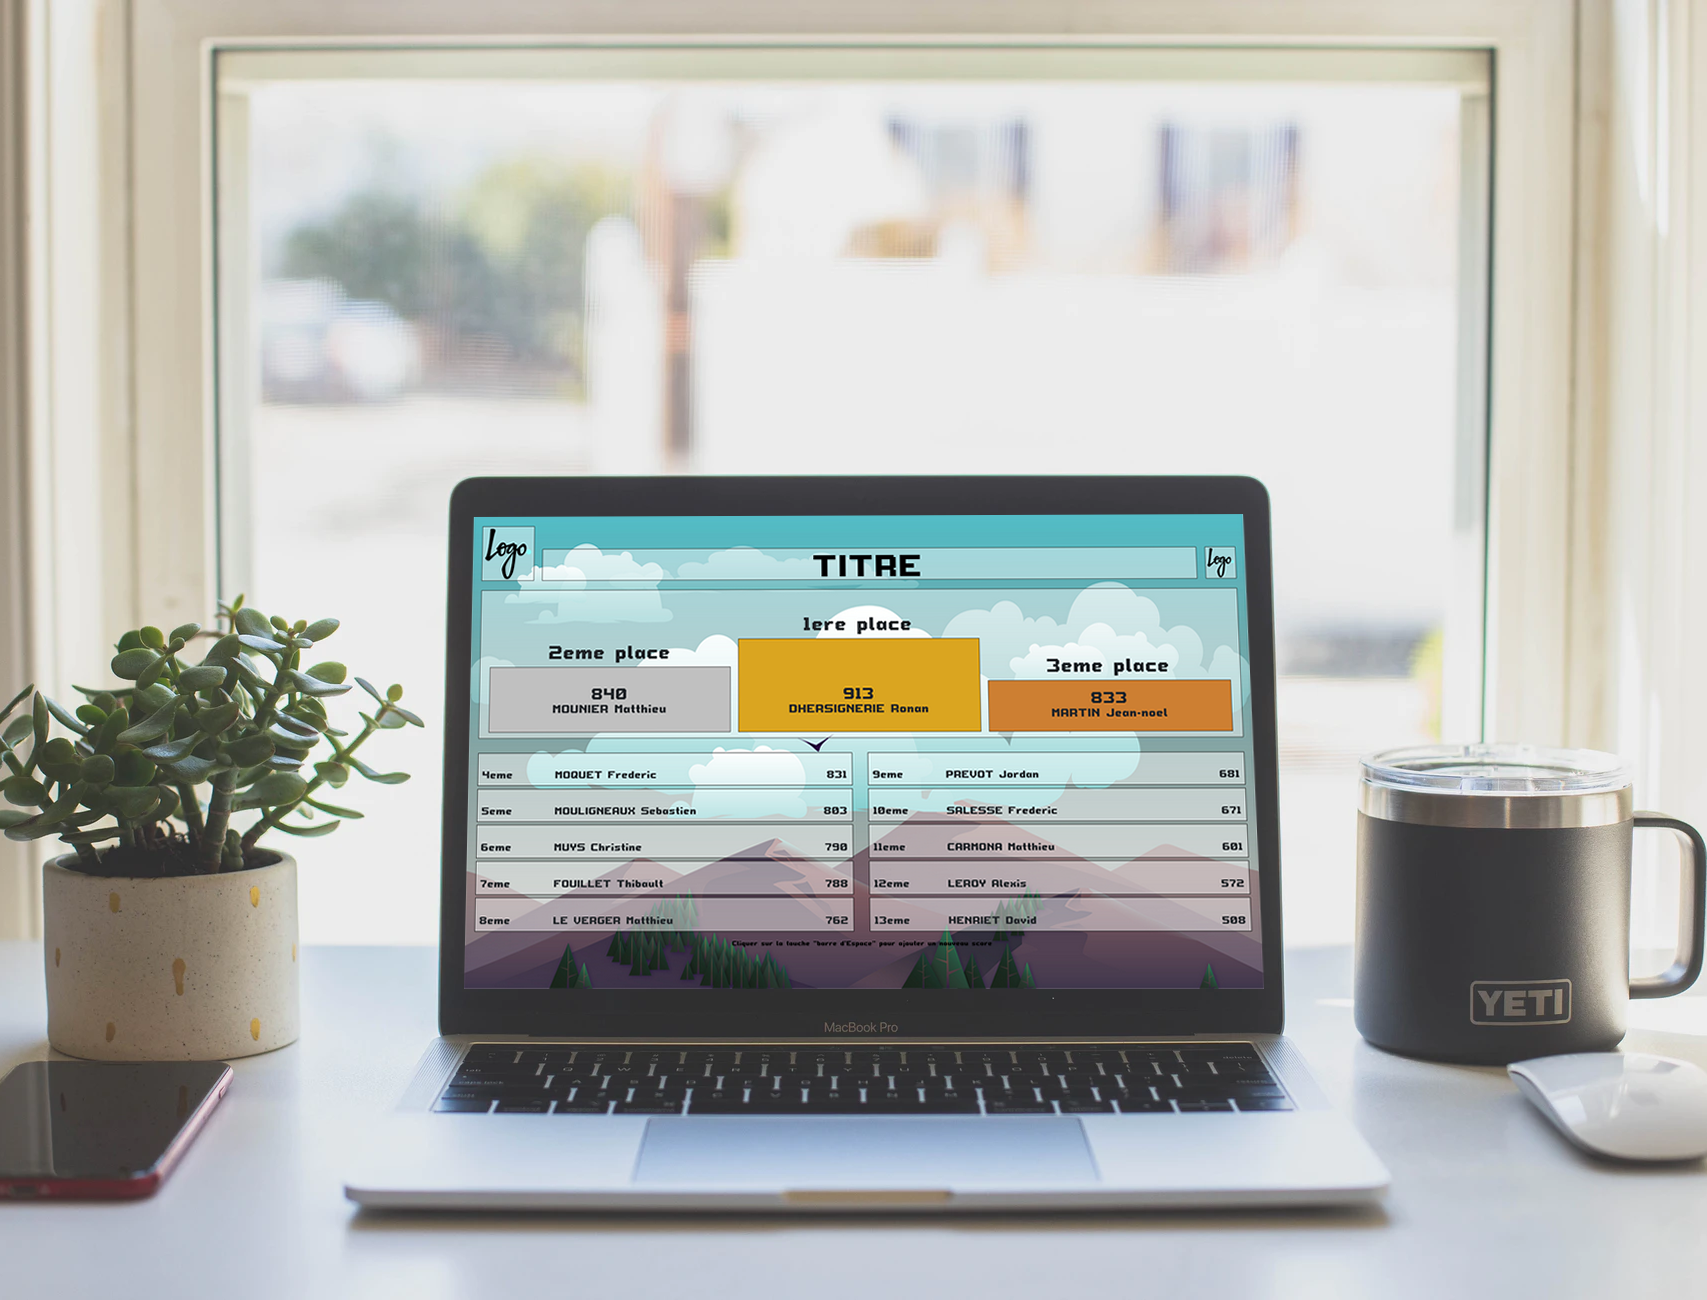 Logo
TITRE
Logo
1ere place
2eme place
3eme place
840
MOUNIER Matthieu
913
DHERSIGNERIE Ronan
833
MARTIN Jean-noel
4eme MOQUET Frederic 831
5eme MOULIGNEAUX Sebastien 803
6eme MUYS Christine 790
7eme FOUILLET Thibault 788
8eme LE VERGER Matthieu 762
9eme PREVOT Jordan 681
10eme SALESSE Frederic 671
11eme CARMONA Matthieu 601
12eme LEROY Alexis 572
13eme HENRIET David 508
Cliquer sur la touche "barre d'Espace" pour ajouter un nouveau score
MacBook Pro
YETI